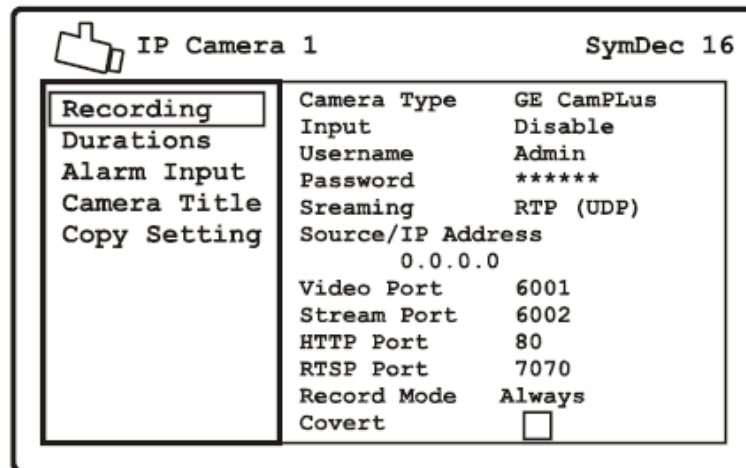 IP Camera 1 SymDec 16
Recording
Durations
Alarm Input
Camera Title
Copy Setting
Camera Type GE CamPLus
Input Disable
Username Admin
Password ******
Sreaming RTP (UDP)
Source/IP Address
0.0.0.0
Video Port 6001
Stream Port 6002
HTTP Port 80
RTSP Port 7070
Record Mode Always
Covert